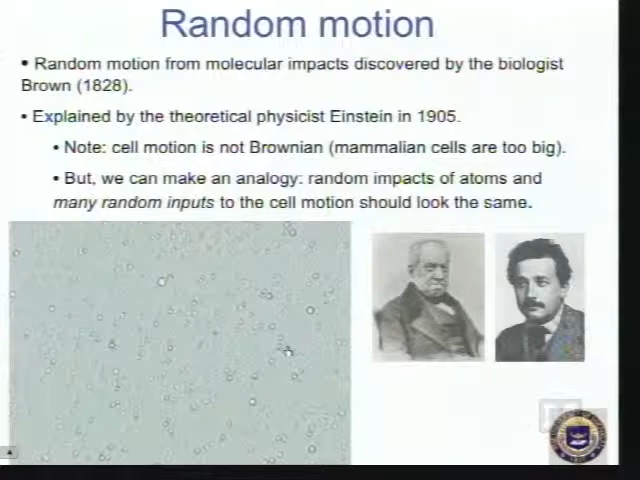 Random motion
• Random motion from molecular impacts discovered by the biologist
Brown (1828).
• Explained by the theoretical physicist Einstein in 1905.
• Note: cell motion is not Brownian (mammalian cells are too big).
• But, we can make an analogy: random impacts of atoms and
many random inputs to the cell motion should look the same.